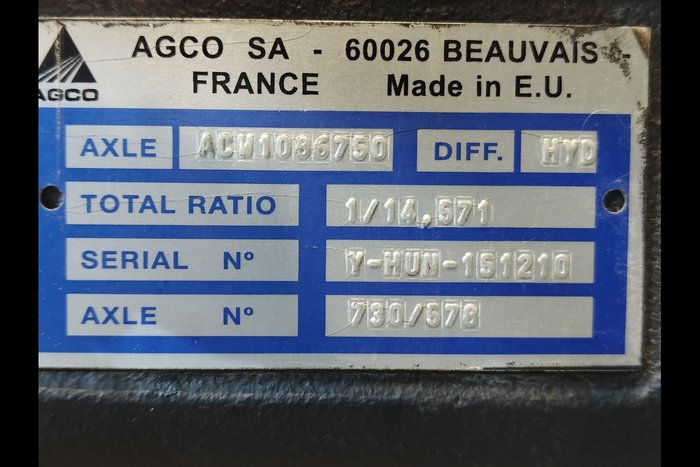 AGCO SA - 60026 BEAUVAIS -
FRANCE Made in E.U.
AGCO
AXLE ACW1086750 DIFF. HYD
TOTAL RATIO 1/14,571
SERIAL N° Y-HUN-151210
AXLE N° 730/678